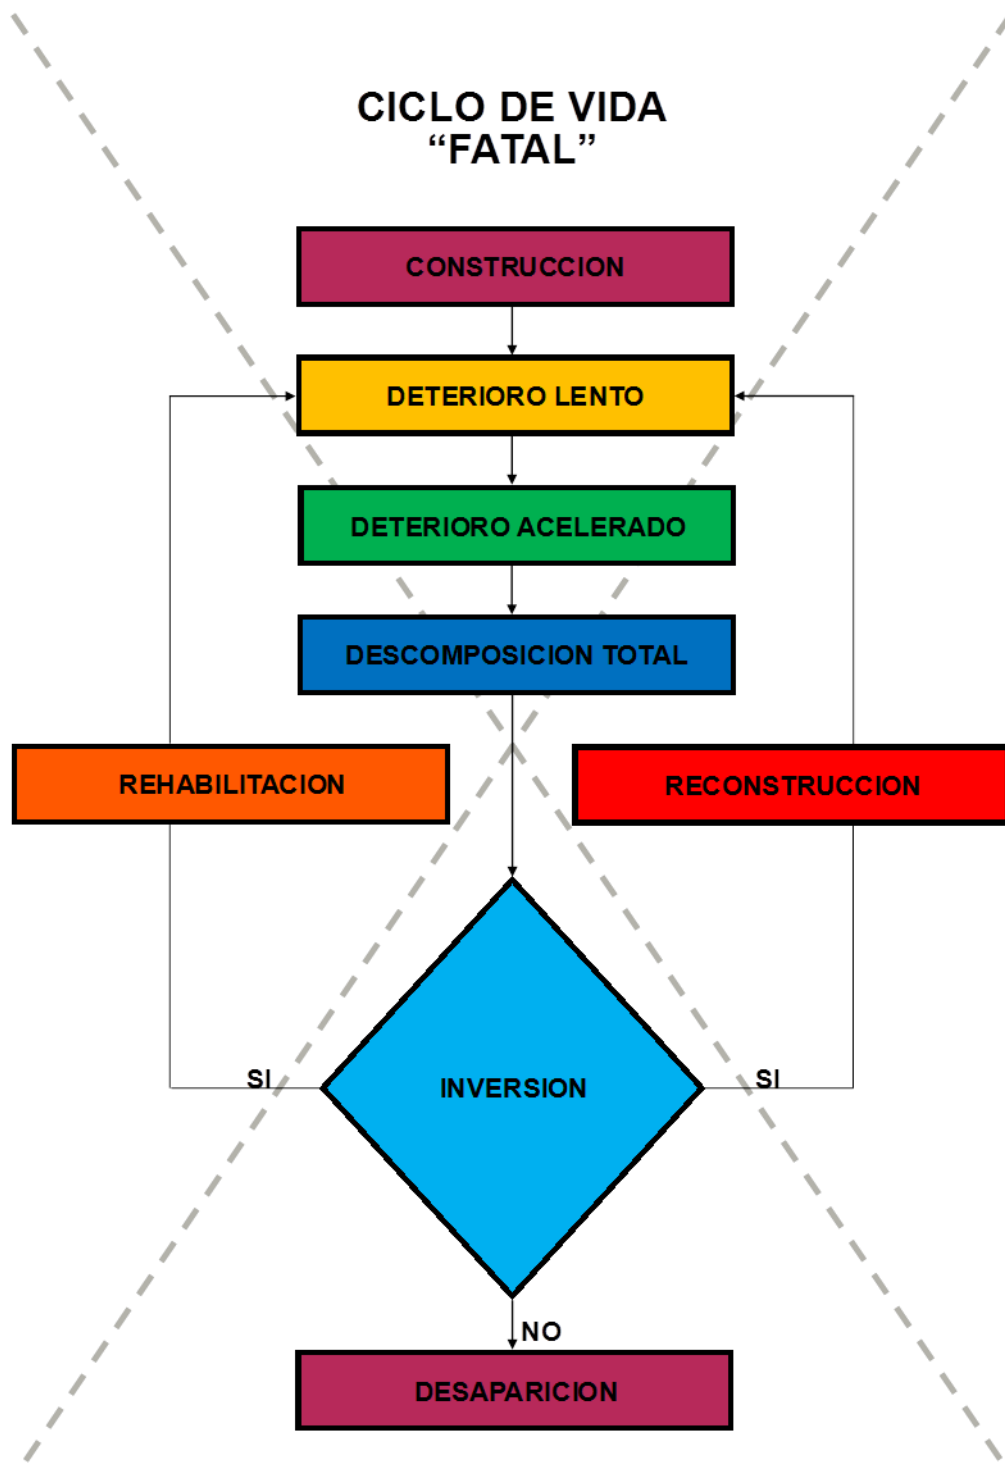 CICLO DE VIDA
“FATAL”
CONSTRUCCION
DETERIORO LENTO
DETERIORO ACELERADO
DESCOMPOSICION TOTAL
REHABILITACION
RECONSTRUCCION
SI
INVERSION
SI
NO
DESAPARICION